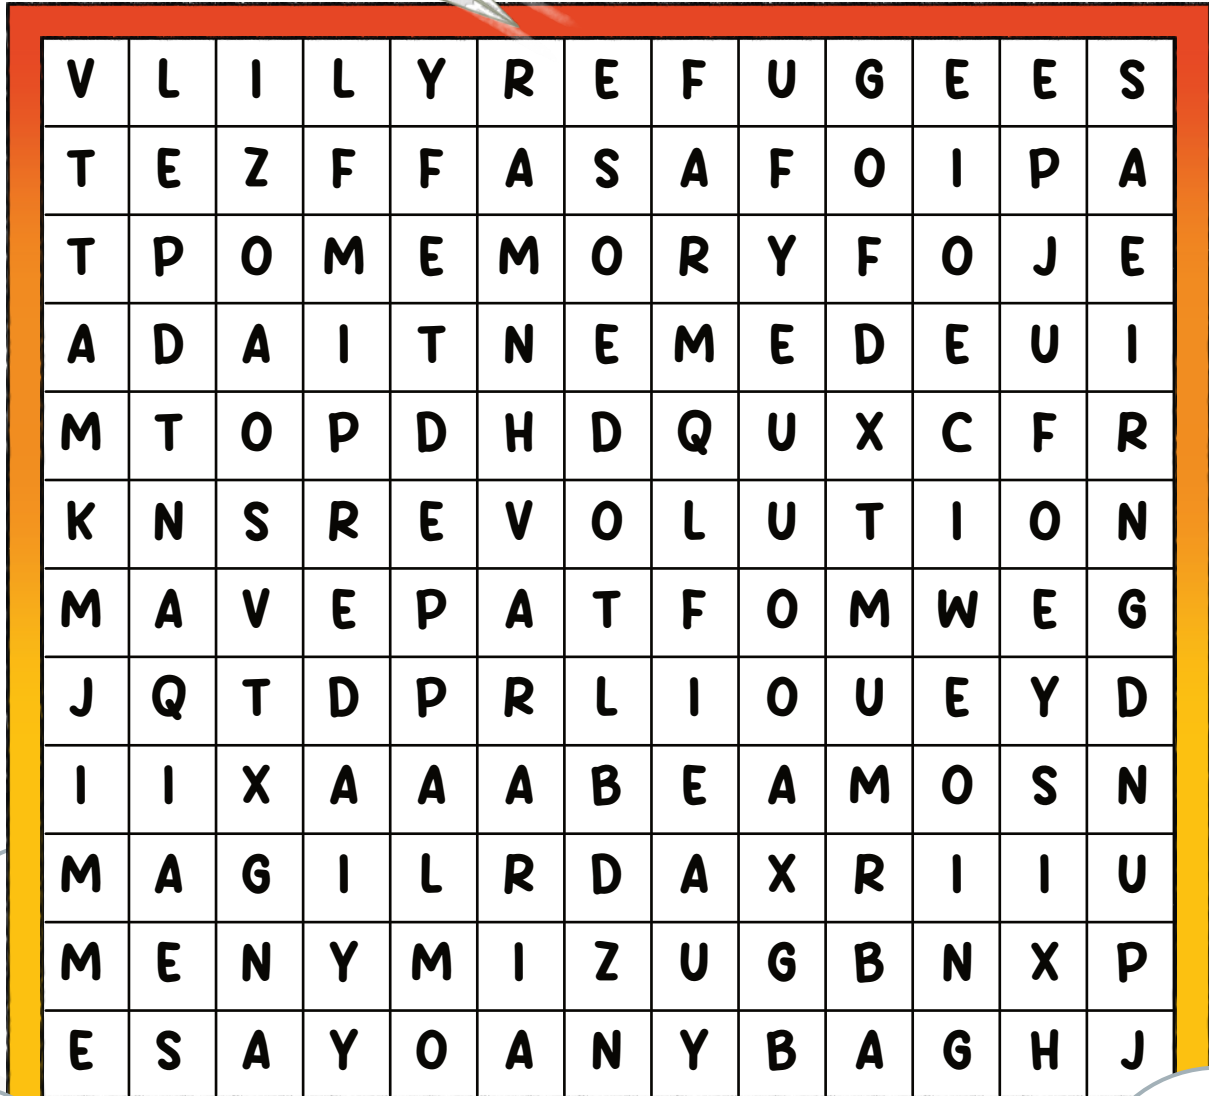 V L I L Y R E F U G E E S
T E Z F F A S A F O I P A
T P O M E M O R Y F O J E
A D A I T N E M E D E U I
M T O P D H D Q U X C F R
K N S R E V O L U T I O N
M A V E P A T F O M W E G
J Q T D P R L I O U E Y D
I I X A A A B E A M O S N
M A G I L R D A X R I I U
M E N Y M I Z U G B N X P
E S A Y O A N Y B A G H J